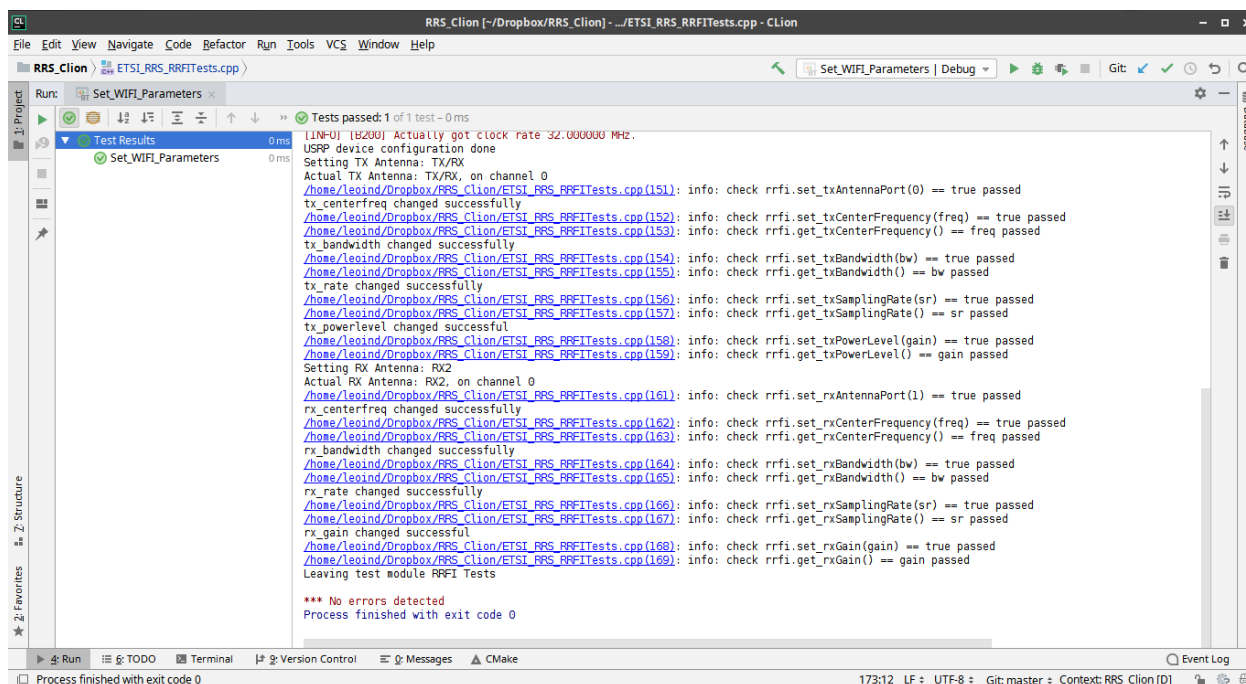 RRS_Clion [~/Dropbox/RRS_Clion] - .../ETSI_RRS_RRFITests.cpp - CLion
File Edit View Navigate Code Refactor Run Tools VCS Window Help
RRS_Clion ETSI_RRS_RRFITests.cpp Set_WIFI_Parameters | Debug Git:
Run: Set_WIFI_Parameters
Tests passed: 1 of 1 test – 0 ms
Test Results 0 ms
Set_WIFI_Parameters 0 ms
[INFO] [B200] Actually got clock rate 32.000000 MHz.
USRP device configuration done
Setting TX Antenna: TX/RX
Actual TX Antenna: TX/RX, on channel 0
/home/leoind/Dropbox/RRS_Clion/ETSI_RRS_RRFITests.cpp(151): info: check rrfi.set_txAntennaPort(0) == true passed
tx_centerfreq changed successfully
/home/leoind/Dropbox/RRS_Clion/ETSI_RRS_RRFITests.cpp(152): info: check rrfi.set_txCenterFrequency(freq) == true passed
/home/leoind/Dropbox/RRS_Clion/ETSI_RRS_RRFITests.cpp(153): info: check rrfi.get_txCenterFrequency() == freq passed
tx_bandwidth changed successfully
/home/leoind/Dropbox/RRS_Clion/ETSI_RRS_RRFITests.cpp(154): info: check rrfi.set_txBandwidth(bw) == true passed
/home/leoind/Dropbox/RRS_Clion/ETSI_RRS_RRFITests.cpp(155): info: check rrfi.get_txBandwidth() == bw passed
tx_rate changed successfully
/home/leoind/Dropbox/RRS_Clion/ETSI_RRS_RRFITests.cpp(156): info: check rrfi.set_txSamplingRate(sr) == true passed
/home/leoind/Dropbox/RRS_Clion/ETSI_RRS_RRFITests.cpp(157): info: check rrfi.get_txSamplingRate() == sr passed
tx_powerlevel changed successful
/home/leoind/Dropbox/RRS_Clion/ETSI_RRS_RRFITests.cpp(158): info: check rrfi.set_txPowerLevel(gain) == true passed
/home/leoind/Dropbox/RRS_Clion/ETSI_RRS_RRFITests.cpp(159): info: check rrfi.get_txPowerLevel() == gain passed
Setting RX Antenna: RX2
Actual RX Antenna: RX2, on channel 0
/home/leoind/Dropbox/RRS_Clion/ETSI_RRS_RRFITests.cpp(161): info: check rrfi.set_rxAntennaPort(1) == true passed
rx_centerfreq changed successfully
/home/leoind/Dropbox/RRS_Clion/ETSI_RRS_RRFITests.cpp(162): info: check rrfi.set_rxCenterFrequency(freq) == true passed
/home/leoind/Dropbox/RRS_Clion/ETSI_RRS_RRFITests.cpp(163): info: check rrfi.get_rxCenterFrequency() == freq passed
rx_bandwidth changed successfully
/home/leoind/Dropbox/RRS_Clion/ETSI_RRS_RRFITests.cpp(164): info: check rrfi.set_rxBandwidth(bw) == true passed
/home/leoind/Dropbox/RRS_Clion/ETSI_RRS_RRFITests.cpp(165): info: check rrfi.get_rxBandwidth() == bw passed
rx_rate changed successfully
/home/leoind/Dropbox/RRS_Clion/ETSI_RRS_RRFITests.cpp(166): info: check rrfi.set_rxSamplingRate(sr) == true passed
/home/leoind/Dropbox/RRS_Clion/ETSI_RRS_RRFITests.cpp(167): info: check rrfi.get_rxSamplingRate() == sr passed
rx_gain changed successful
/home/leoind/Dropbox/RRS_Clion/ETSI_RRS_RRFITests.cpp(168): info: check rrfi.set_rxGain(gain) == true passed
/home/leoind/Dropbox/RRS_Clion/ETSI_RRS_RRFITests.cpp(169): info: check rrfi.get_rxGain() == gain passed
Leaving test module RRFI Tests
*** No errors detected
Process finished with exit code 0
1: Project
7: Structure
2: Favorites
4: Run 6: TODO Terminal 9: Version Control 0: Messages CMake Event Log
Process finished with exit code 0 173:12 LF UTF-8 Git: master Context: RRS_Clion [D]